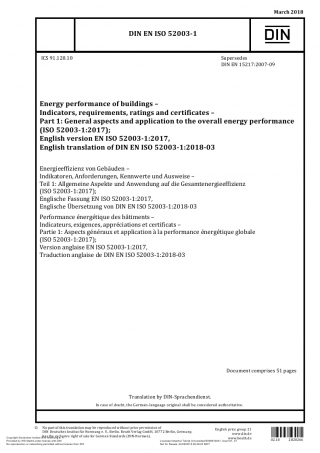 March 2018
DIN EN ISO 52003-1
DIN
ICS 91.120.10
Supersedes
DIN EN 15217:2007-09
Energy performance of buildings –
Indicators, requirements, ratings and certificates –
Part 1: General aspects and application to the overall energy performance
(ISO 52003-1:2017);
English version EN ISO 52003-1:2017,
English translation of DIN EN ISO 52003-1:2018-03
Energieeffizienz von Gebäuden –
Indikatoren, Anforderungen, Kennwerte und Ausweise –
Teil 1: Allgemeine Aspekte und Anwendung auf die Gesamtenergieeffizienz
(ISO 52003-1:2017);
Englische Fassung EN ISO 52003-1:2017,
Englische Übersetzung von DIN EN ISO 52003-1:2018-03
Performance énergétique des bâtiments –
Indicateurs, exigences, appréciations et certificats –
Partie 1: Aspects généraux et application à la performance énergétique globale
(ISO 52003-1:2017);
Version anglaise EN ISO 52003-1:2017,
Traduction anglaise de DIN EN ISO 52003-1:2018-03
Document comprises 51 pages
Translation by DIN-Sprachendienst.
In case of doubt, the German-language original shall be considered authoritative.
No part of this translation may be reproduced without prior permission of
DIN Deutsches Institut für Normung e. V., Berlin. Beuth Verlag GmbH, 10772 Berlin, Germany,
has the exclusive right of sale for German Standards (DIN-Normen).
English price group 21
www.din.de
www.beuth.de